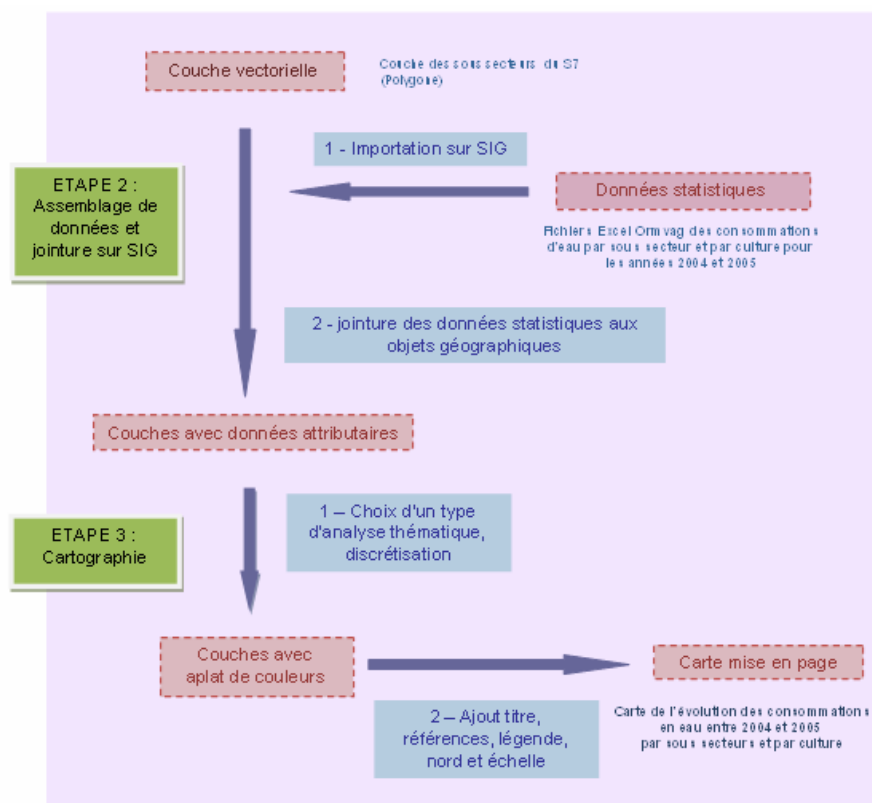 Couche vectorielle
Couche des sous secteurs du S7
(Polygone)
1 - Importation sur SIG
ETAPE 2 :
Assemblage de
données et
jointure sur SIG
Données statistiques
Fichiers Excel Ormvag des consommations
d'eau par sous secteur et par culture pour
les années 2004 et 2005
2 - jointure des données statistiques aux
objets géographiques
Couches avec données attributaires
1 – Choix d'un type
d'analyse thématique,
discrétisation
ETAPE 3 :
Cartographie
Couches avec
aplat de couleurs
Carte mise en page
2 – Ajout titre,
références, légende,
nord et échelle
Carte de l'évolution des consommations
en eau entre 2004 et 2005
par sous secteurs et par culture